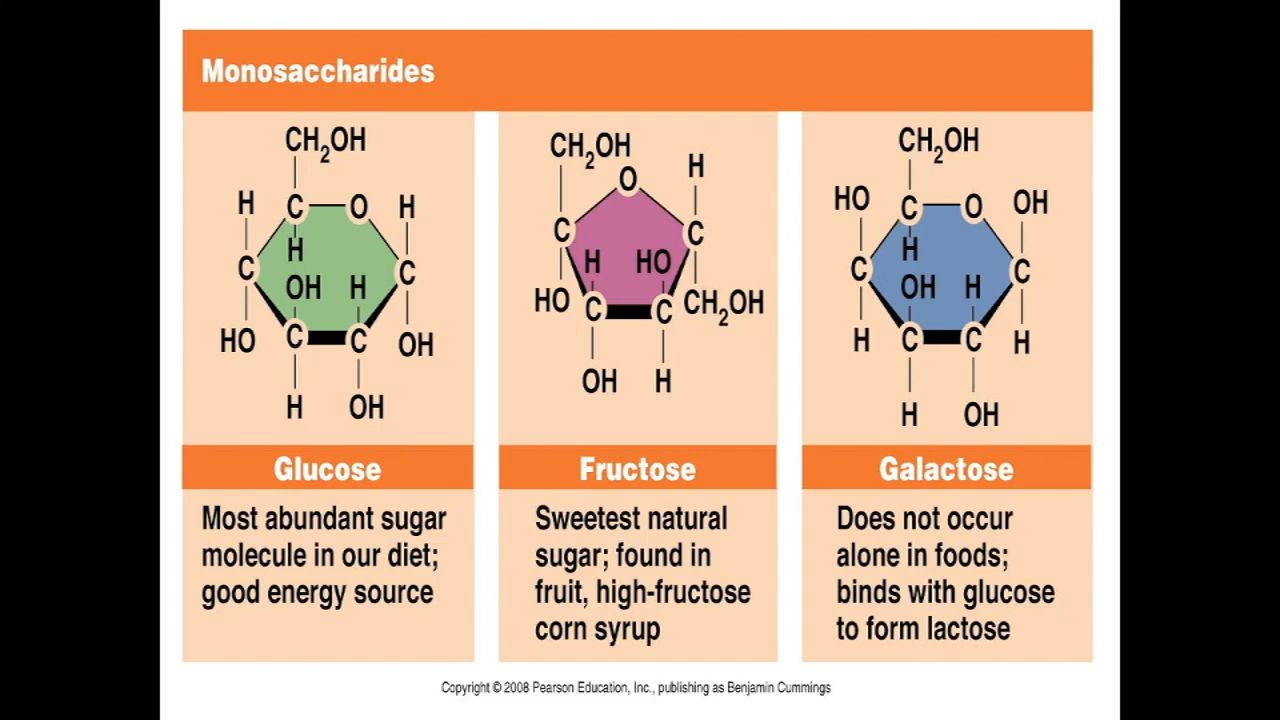 Monosaccharides
CH₂OH
H C O H
H
C OH H C
HO C C OH
H OH
Glucose
Most abundant sugar
molecule in our diet;
good energy source
CH₂OH H
O
C C
H HO
HO C C CH₂OH
OH H
Fructose
Sweetest natural
sugar; found in
fruit, high-fructose
corn syrup
CH₂OH
HO C O OH
H
C OH H C
H C C H
H OH
Galactose
Does not occur
alone in foods;
binds with glucose
to form lactose
Copyright © 2008 Pearson Education, Inc., publishing as Benjamin Cummings